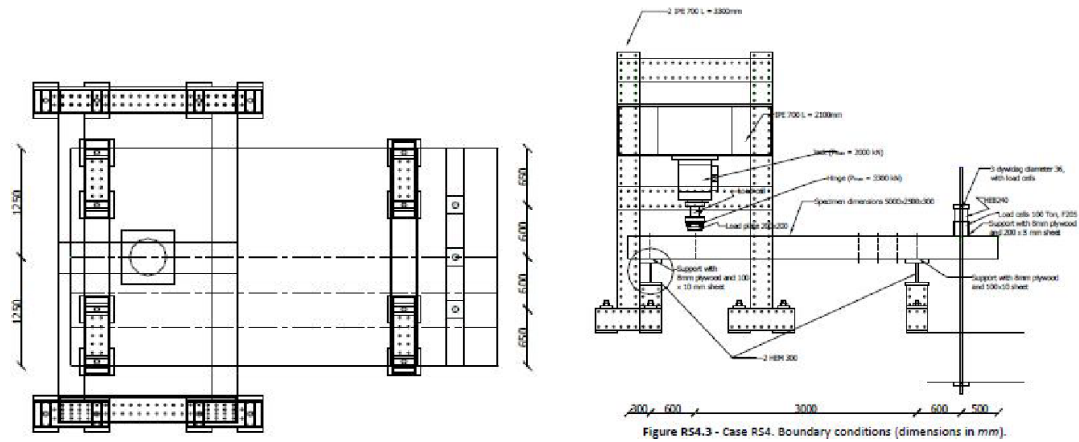 2 IPE 700 L = 3300mm
IPE 700 L = 2100mm
Jack (Pmax = 2000 kN)
Hinge (Pmax = 3300 kN)
Load cell
Specimen dimensions 5000x2500x300
Load plate 200x200
3 dywidag diameter 36,
with load cells
HEB240
Load cells 100 Ton, F205
Support with 8mm plywood
and 200 x 8 mm sheet
Support with
8mm plywood and 100
x 10 mm sheet
Support with 8mm plywood
and 100x10 sheet
2 HEM 300
1250
1250
650
600
600
650
300 600 3000 600 500
Figure RS4.3 - Case RS4. Boundary conditions (dimensions in mm).